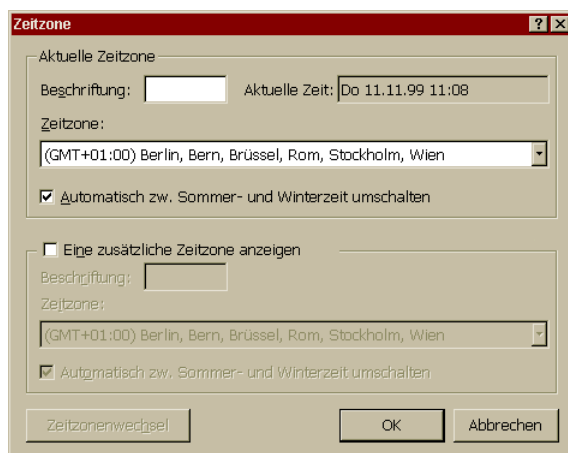 Zeitzone
Aktuelle Zeitzone
Beschriftung: Aktuelle Zeit: Do 11.11.99 11:08
Zeitzone:
(GMT+01:00) Berlin, Bern, Brüssel, Rom, Stockholm, Wien
Automatisch zw. Sommer- und Winterzeit umschalten
Eine zusätzliche Zeitzone anzeigen
Beschriftung:
Zeitzone:
(GMT+01:00) Berlin, Bern, Brüssel, Rom, Stockholm, Wien
Automatisch zw. Sommer- und Winterzeit umschalten
Zeitzonenwechsel OK Abbrechen